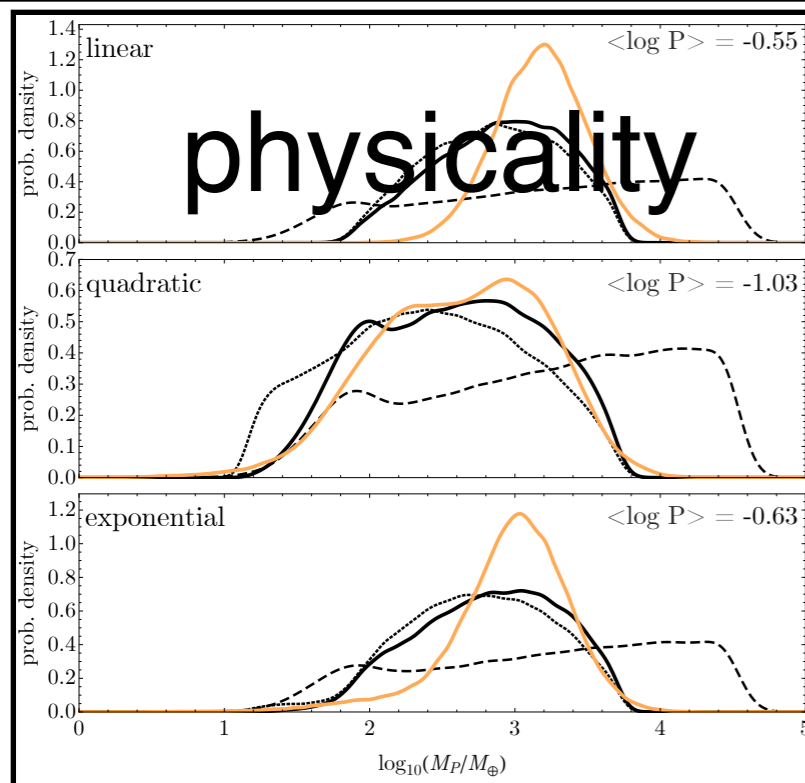 1.4
linear
<log P> = -0.55
1.2
1.0
0.8
prob. density
physicality
0.6
0.4
0.2
0.0
0.7
quadratic
<log P> = -1.03
0.6
0.5
0.4
prob. density
0.3
0.2
0.1
0.0
exponential
<log P> = -0.63
1.2
1.0
0.8
prob. density
0.6
0.4
0.2
0.0
0 1 2 3 4 5
log₁₀(M_P/M_⊕)